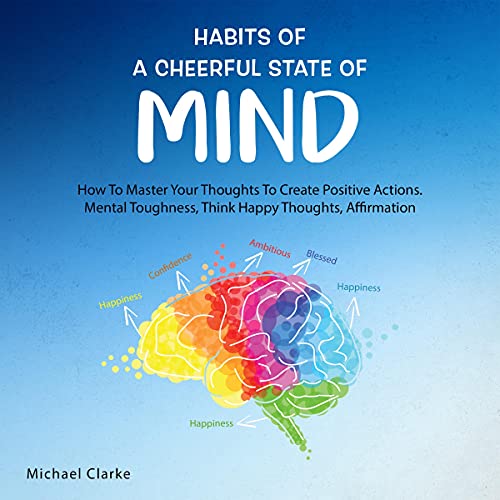 HABITS OF
A CHEERFUL STATE OF
MIND
How To Master Your Thoughts To Create Positive Actions.
Mental Toughness, Think Happy Thoughts, Affirmation
Happiness
Confidence
Ambitious
Blessed
Happiness
Happiness
Michael Clarke